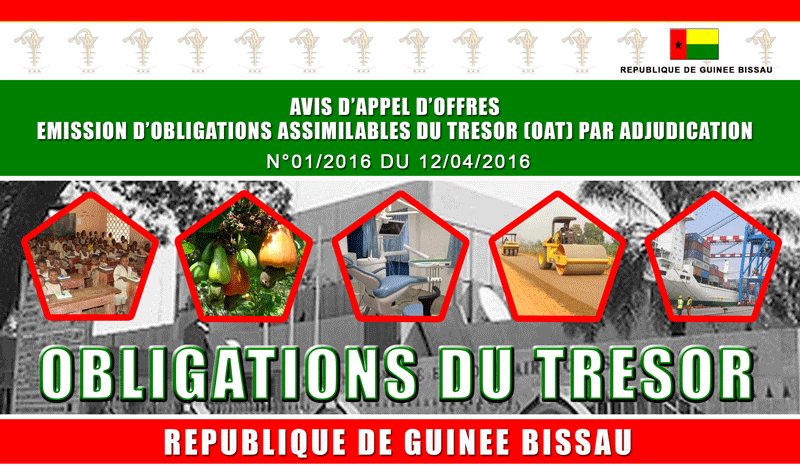 REPUBLIQUE DE GUINEE BISSAU
AVIS D'APPEL D'OFFRES
EMISSION D'OBLIGATIONS ASSIMILABLES DU TRESOR (OAT) PAR ADJUDICATION
N°01/2016 DU 12/04/2016
OBLIGATIONS DU TRESOR
REPUBLIQUE DE GUINEE BISSAU